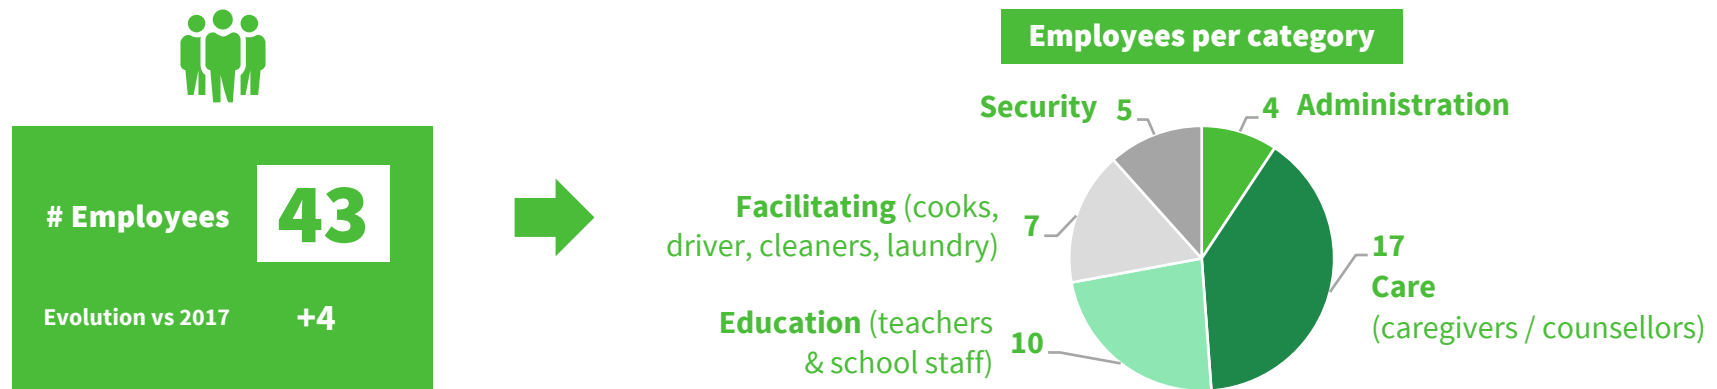 # Employees 43
Evolution vs 2017 +4
Employees per category
Security 5
4 Administration
Facilitating (cooks,
driver, cleaners, laundry)
7
17
Care
(caregivers / counsellors)
Education (teachers
& school staff)
10